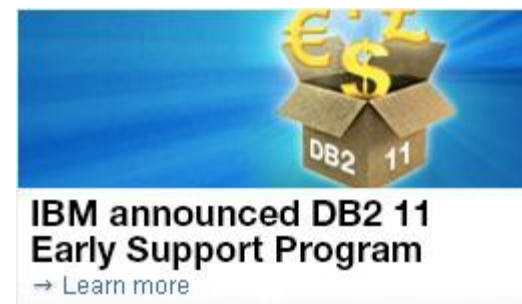 € £
$
DB2 11
IBM announced DB2 11
Early Support Program
→ Learn more